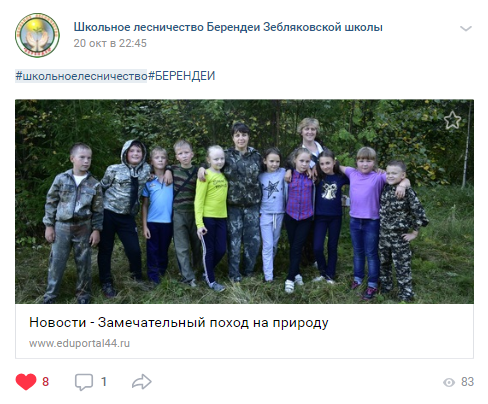 Школьное лесничество Берендеи Зебляковской школы
20 окт в 22:45
#школьноелесничество#БЕРЕНДЕИ
Новости - Замечательный поход на природу
www.eduportal44.ru
8
1
83